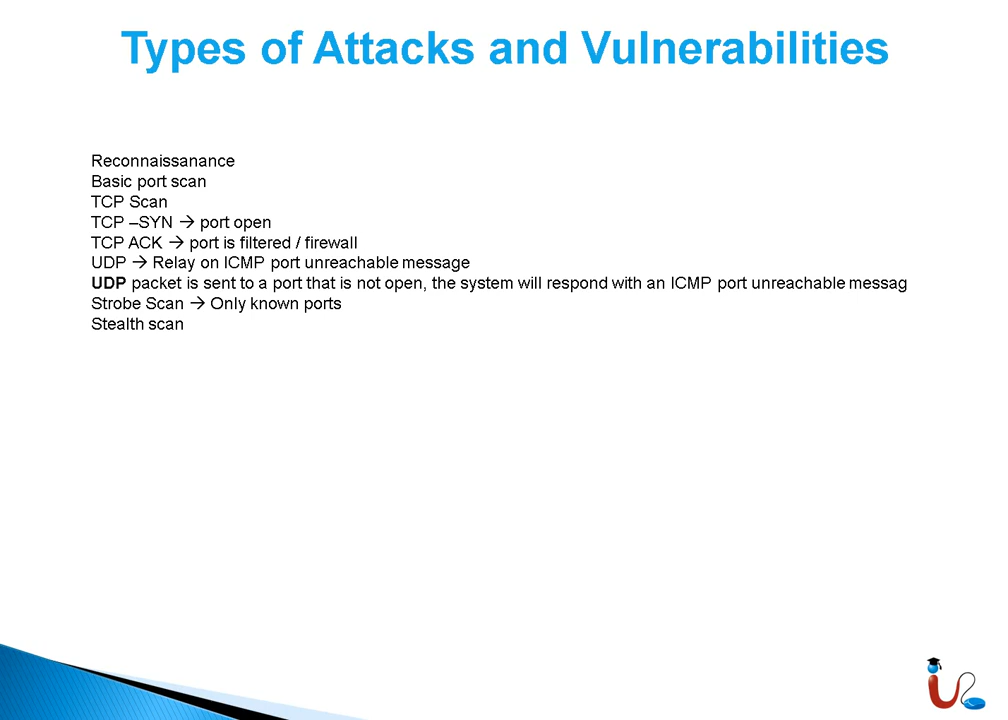 Types of Attacks and Vulnerabilities
Reconnaissanance
Basic port scan
TCP Scan
TCP –SYN → port open
TCP ACK → port is filtered / firewall
UDP → Relay on ICMP port unreachable message
UDP packet is sent to a port that is not open, the system will respond with an ICMP port unreachable messag
Strobe Scan → Only known ports
Stealth scan